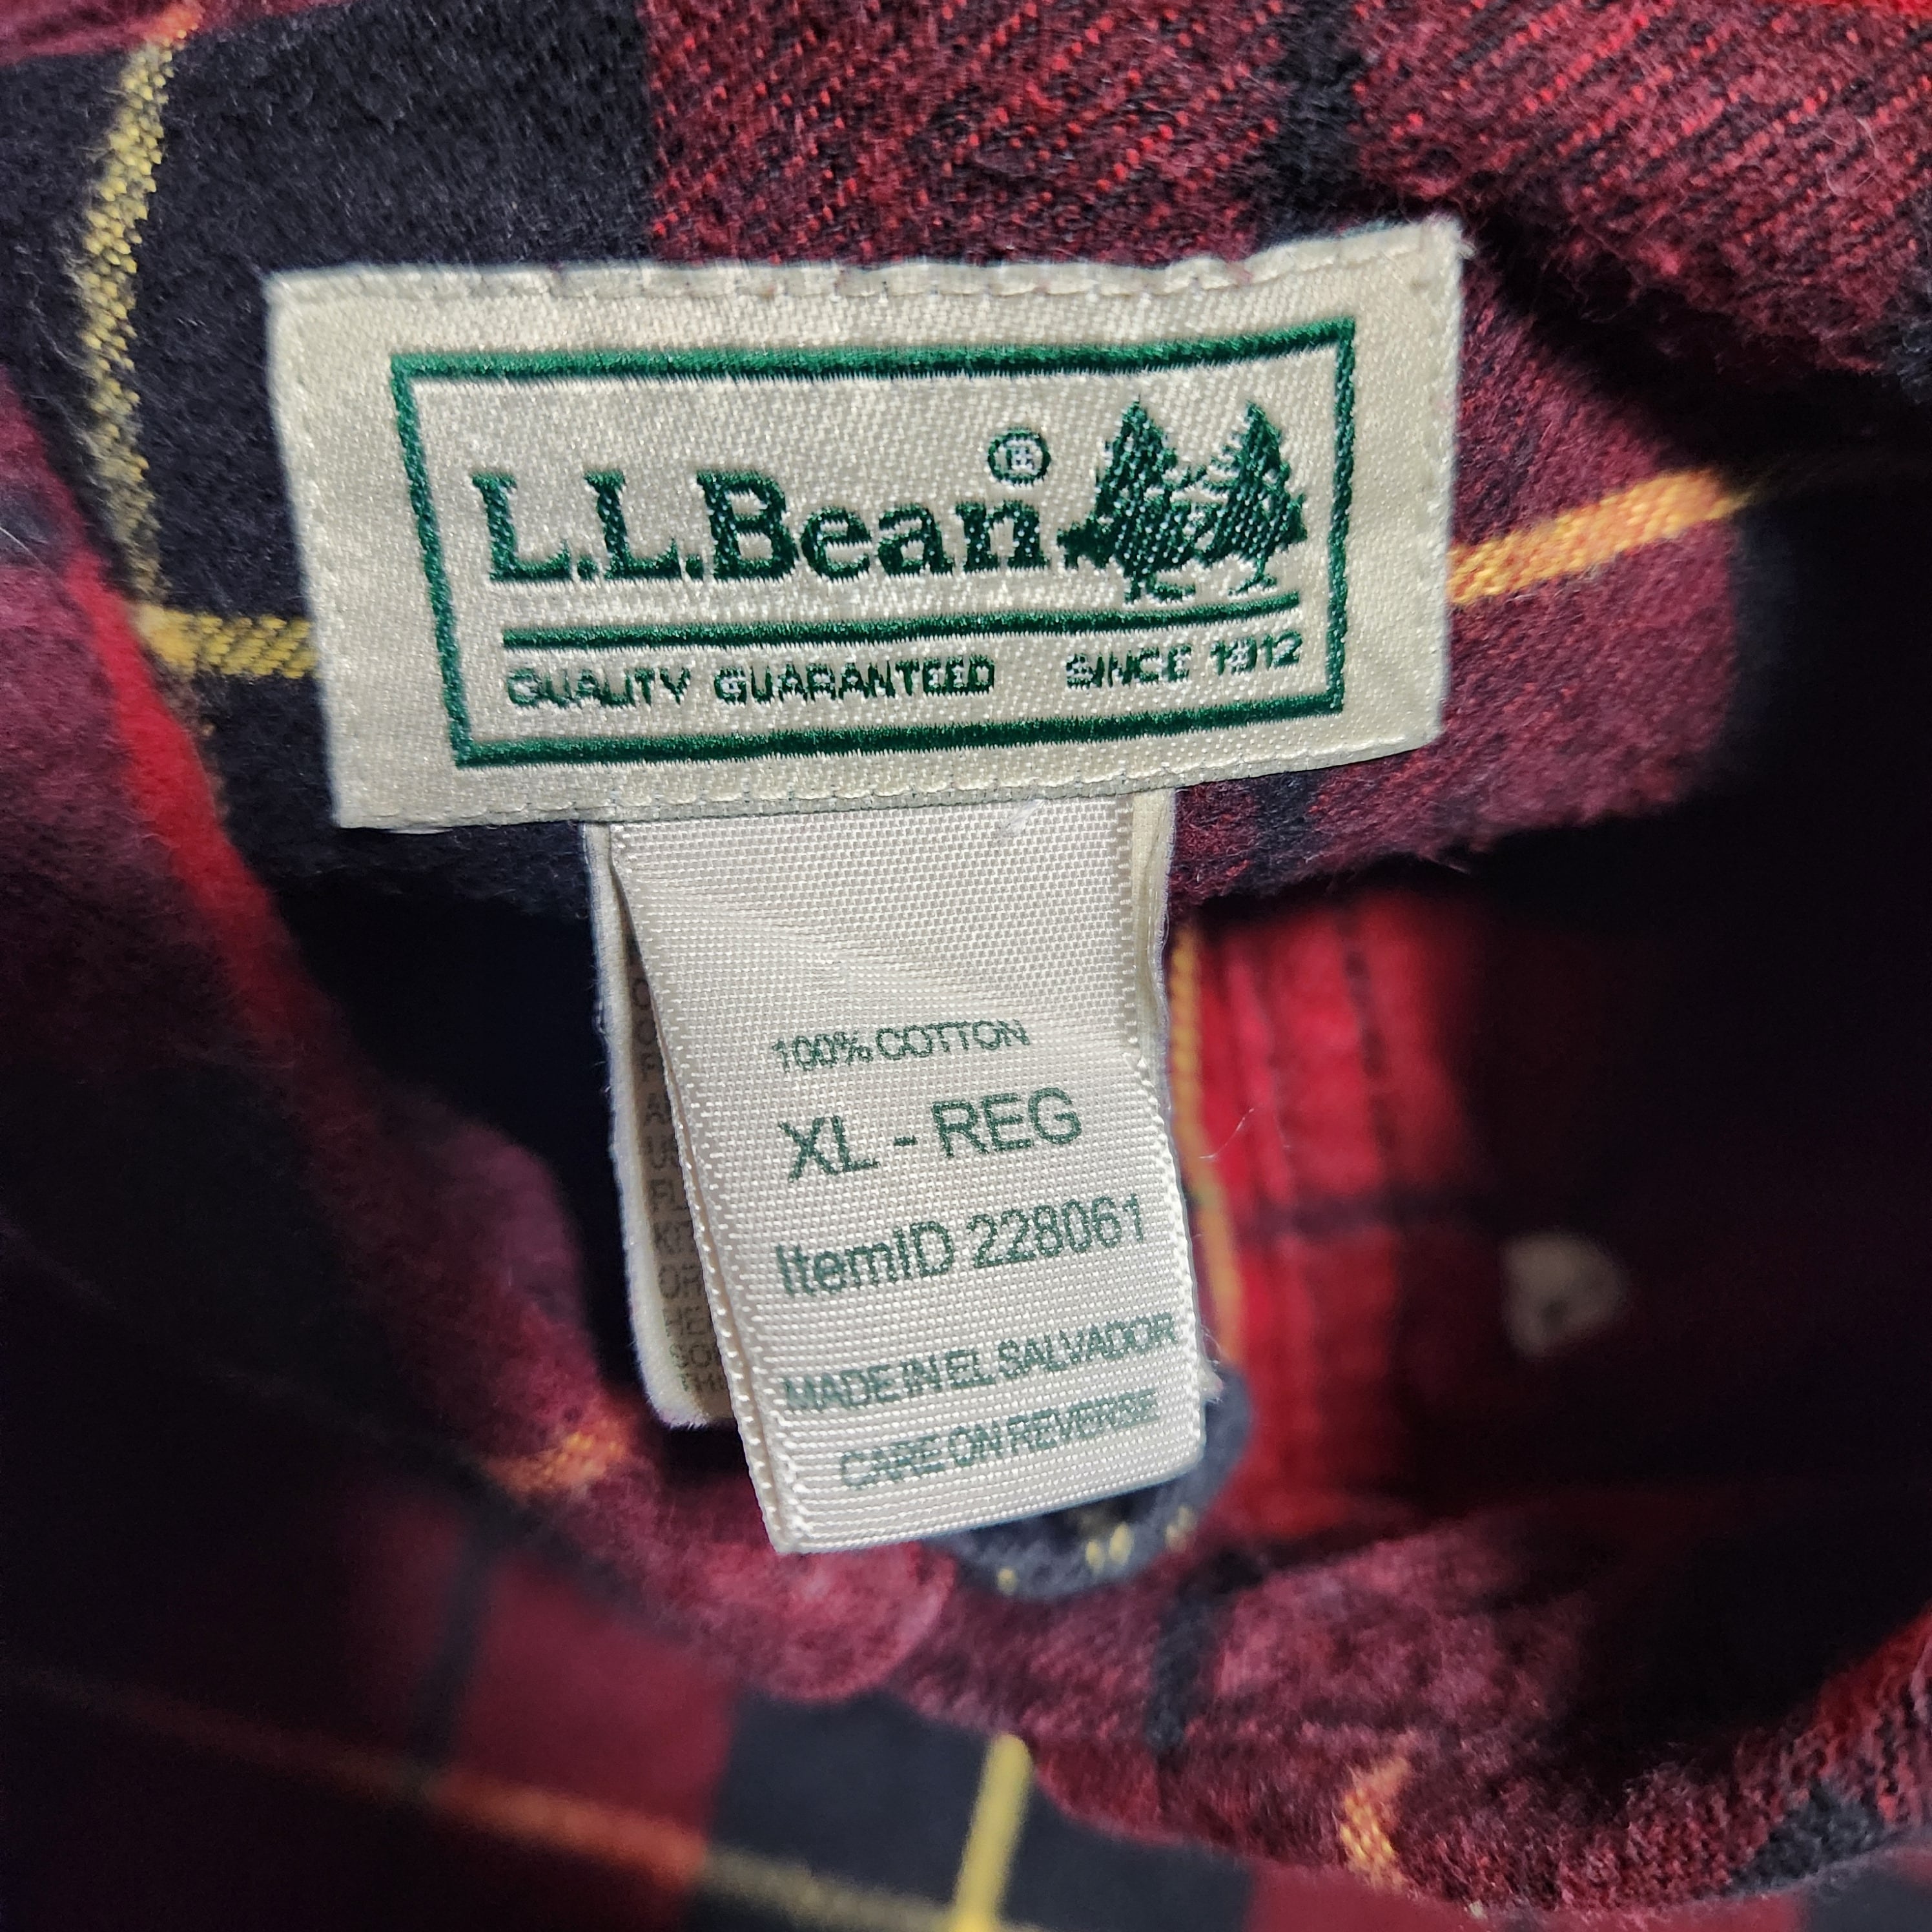 L.L.Bean®
QUALITY GUARANTEED SINCE 1912
100% COTTON
XL - REG
ItemID 228061
MADE IN EL SALVADOR
CARE ON REVERSE